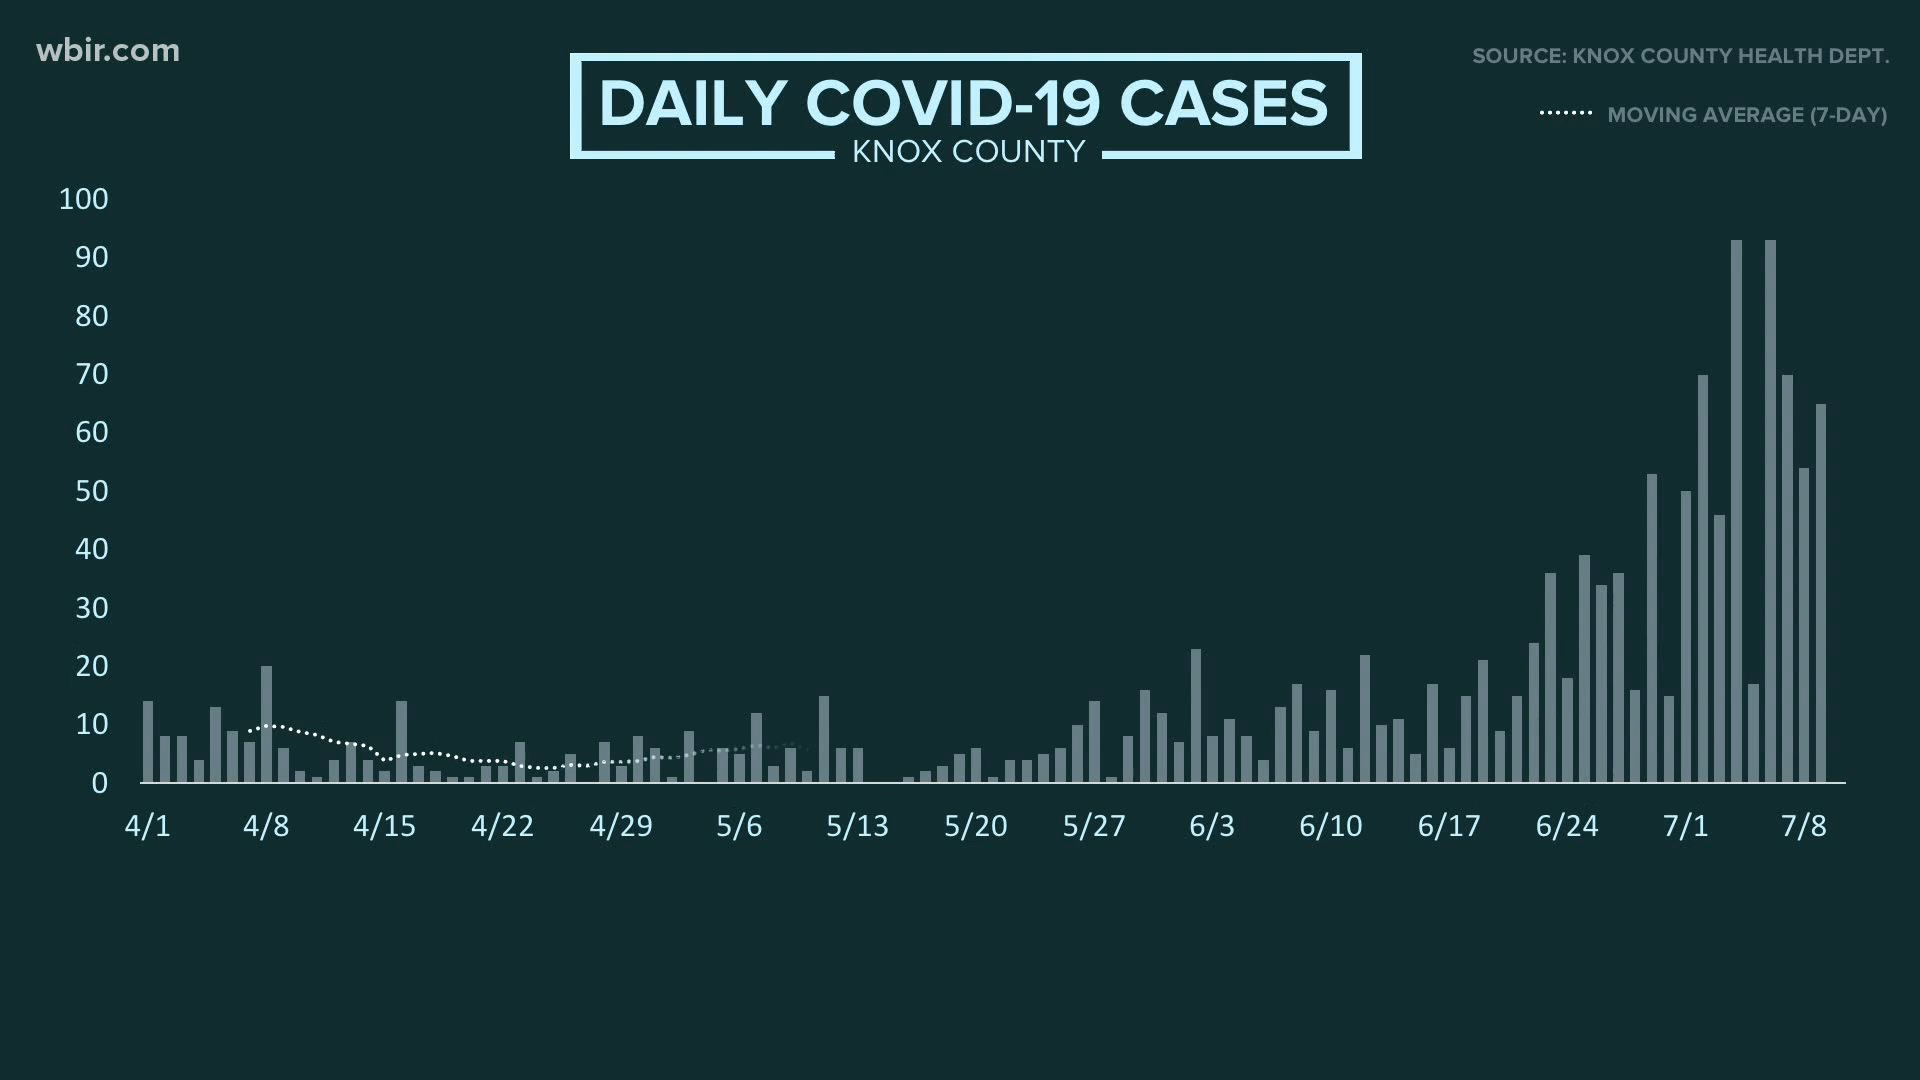 wbir.com
DAILY COVID-19 CASES
KNOX COUNTY
SOURCE: KNOX COUNTY HEALTH DEPT.
MOVING AVERAGE (7-DAY)
100
90
80
70
60
50
40
30
20
10
0
4/1 4/8 4/15 4/22 4/29 5/6 5/13 5/20 5/27 6/3 6/10 6/17 6/24 7/1 7/8